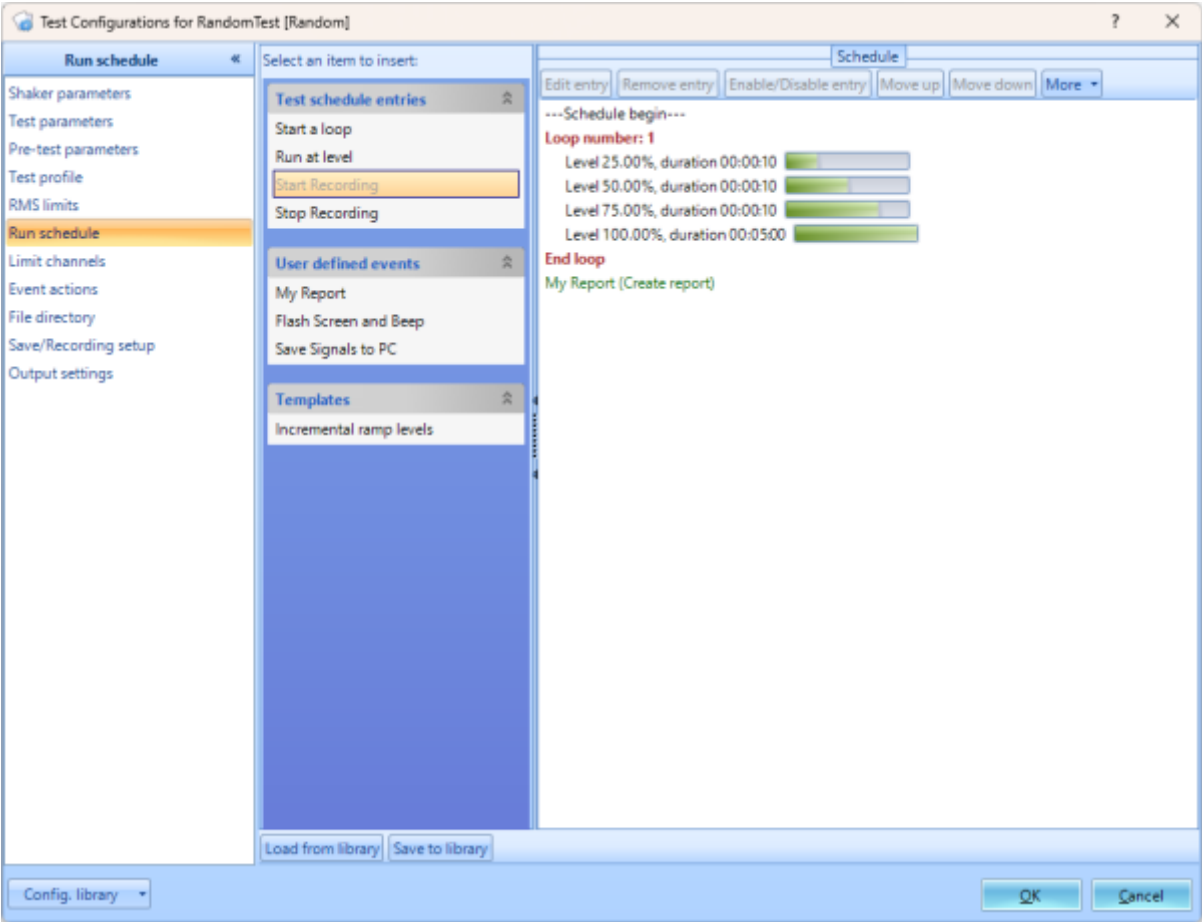 Test Configurations for RandomTest [Random]
?
Run schedule
Shaker parameters
Test parameters
Pre-test parameters
Test profile
RMS limits
Run schedule
Limit channels
Event actions
File directory
Save/Recording setup
Output settings
Select an item to insert:
Test schedule entries
Start a loop
Run at level
Start Recording
Stop Recording
User defined events
My Report
Flash Screen and Beep
Save Signals to PC
Templates
Incremental ramp levels
Schedule
Edit entry Remove entry Enable/Disable entry Move up Move down More
---Schedule begin---
Loop number: 1
Level 25.00%, duration 00:00:10
Level 50.00%, duration 00:00:10
Level 75.00%, duration 00:00:10
Level 100.00%, duration 00:05:00
End loop
My Report (Create report)
Load from library Save to library
Config. library
OK Cancel